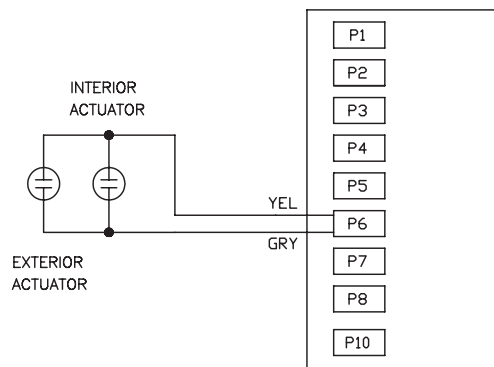 P1
P2
INTERIOR
ACTUATOR
P3
P4
P5
YEL
P6
GRY
EXTERIOR
ACTUATOR
P7
P8
P10